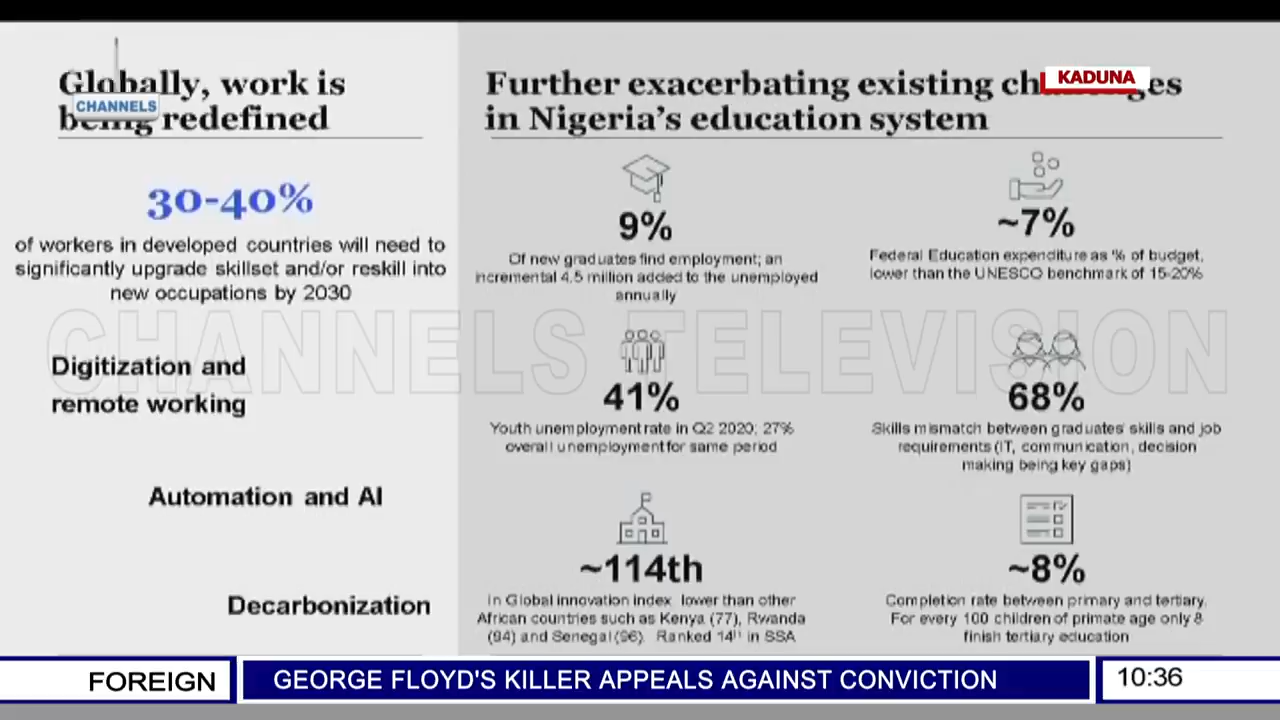 Globally, work is
being redefined
CHANNELS
30-40%
of workers in developed countries will need to
significantly upgrade skillset and/or reskill into
new occupations by 2030
Digitization and
remote working
Automation and AI
Decarbonization
Further exacerbating existing challenges
in Nigeria's education system
KADUNA
9%
Of new graduates find employment; an
incremental 4.5 million added to the unemployed
annually
~7%
Federal Education expenditure as % of budget,
lower than the UNESCO benchmark of 15-20%
CHANNELS TELEVISION
41%
Youth unemployment rate in Q2 2020; 27%
overall unemployment for same period
68%
Skills mismatch between graduates' skills and job
requirements (IT, communication, decision
making being key gaps)
~114th
In Global innovation index lower than other
African countries such as Kenya (77), Rwanda
(94) and Senegal (96). Ranked 14th in SSA
~8%
Completion rate between primary and tertiary.
For every 100 children of primate age only 8
finish tertiary education
FOREIGN
GEORGE FLOYD'S KILLER APPEALS AGAINST CONVICTION
10:36